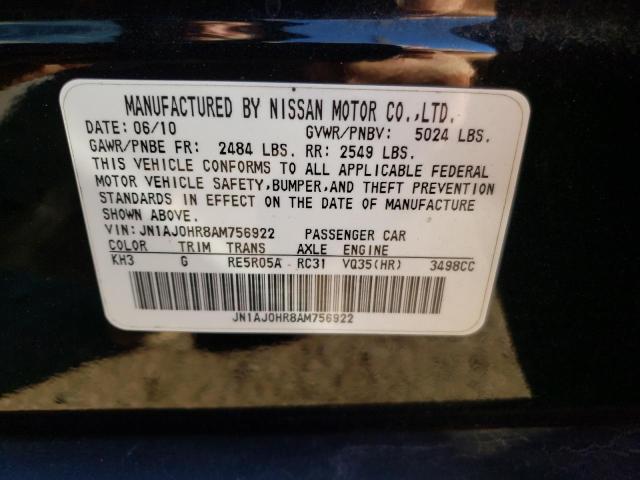 MANUFACTURED BY NISSAN MOTOR CO.,LTD.
DATE: 06/10 GVWR/PNBV: 5024 LBS.
GAWR/PNBE FR: 2484 LBS. RR: 2549 LBS.
THIS VEHICLE CONFORMS TO ALL APPLICABLE FEDERAL
MOTOR VEHICLE SAFETY,BUMPER,AND THEFT PREVENTION
STANDARDS IN EFFECT ON THE DATE OF MANUFACTURE
SHOWN ABOVE.
VIN: JN1AJ0HR8AM756922 PASSENGER CAR
COLOR TRIM TRANS AXLE ENGINE
KH3 G RE5R05A RC31 VQ35(HR) 3498CC
JN1AJ0HR8AM756922